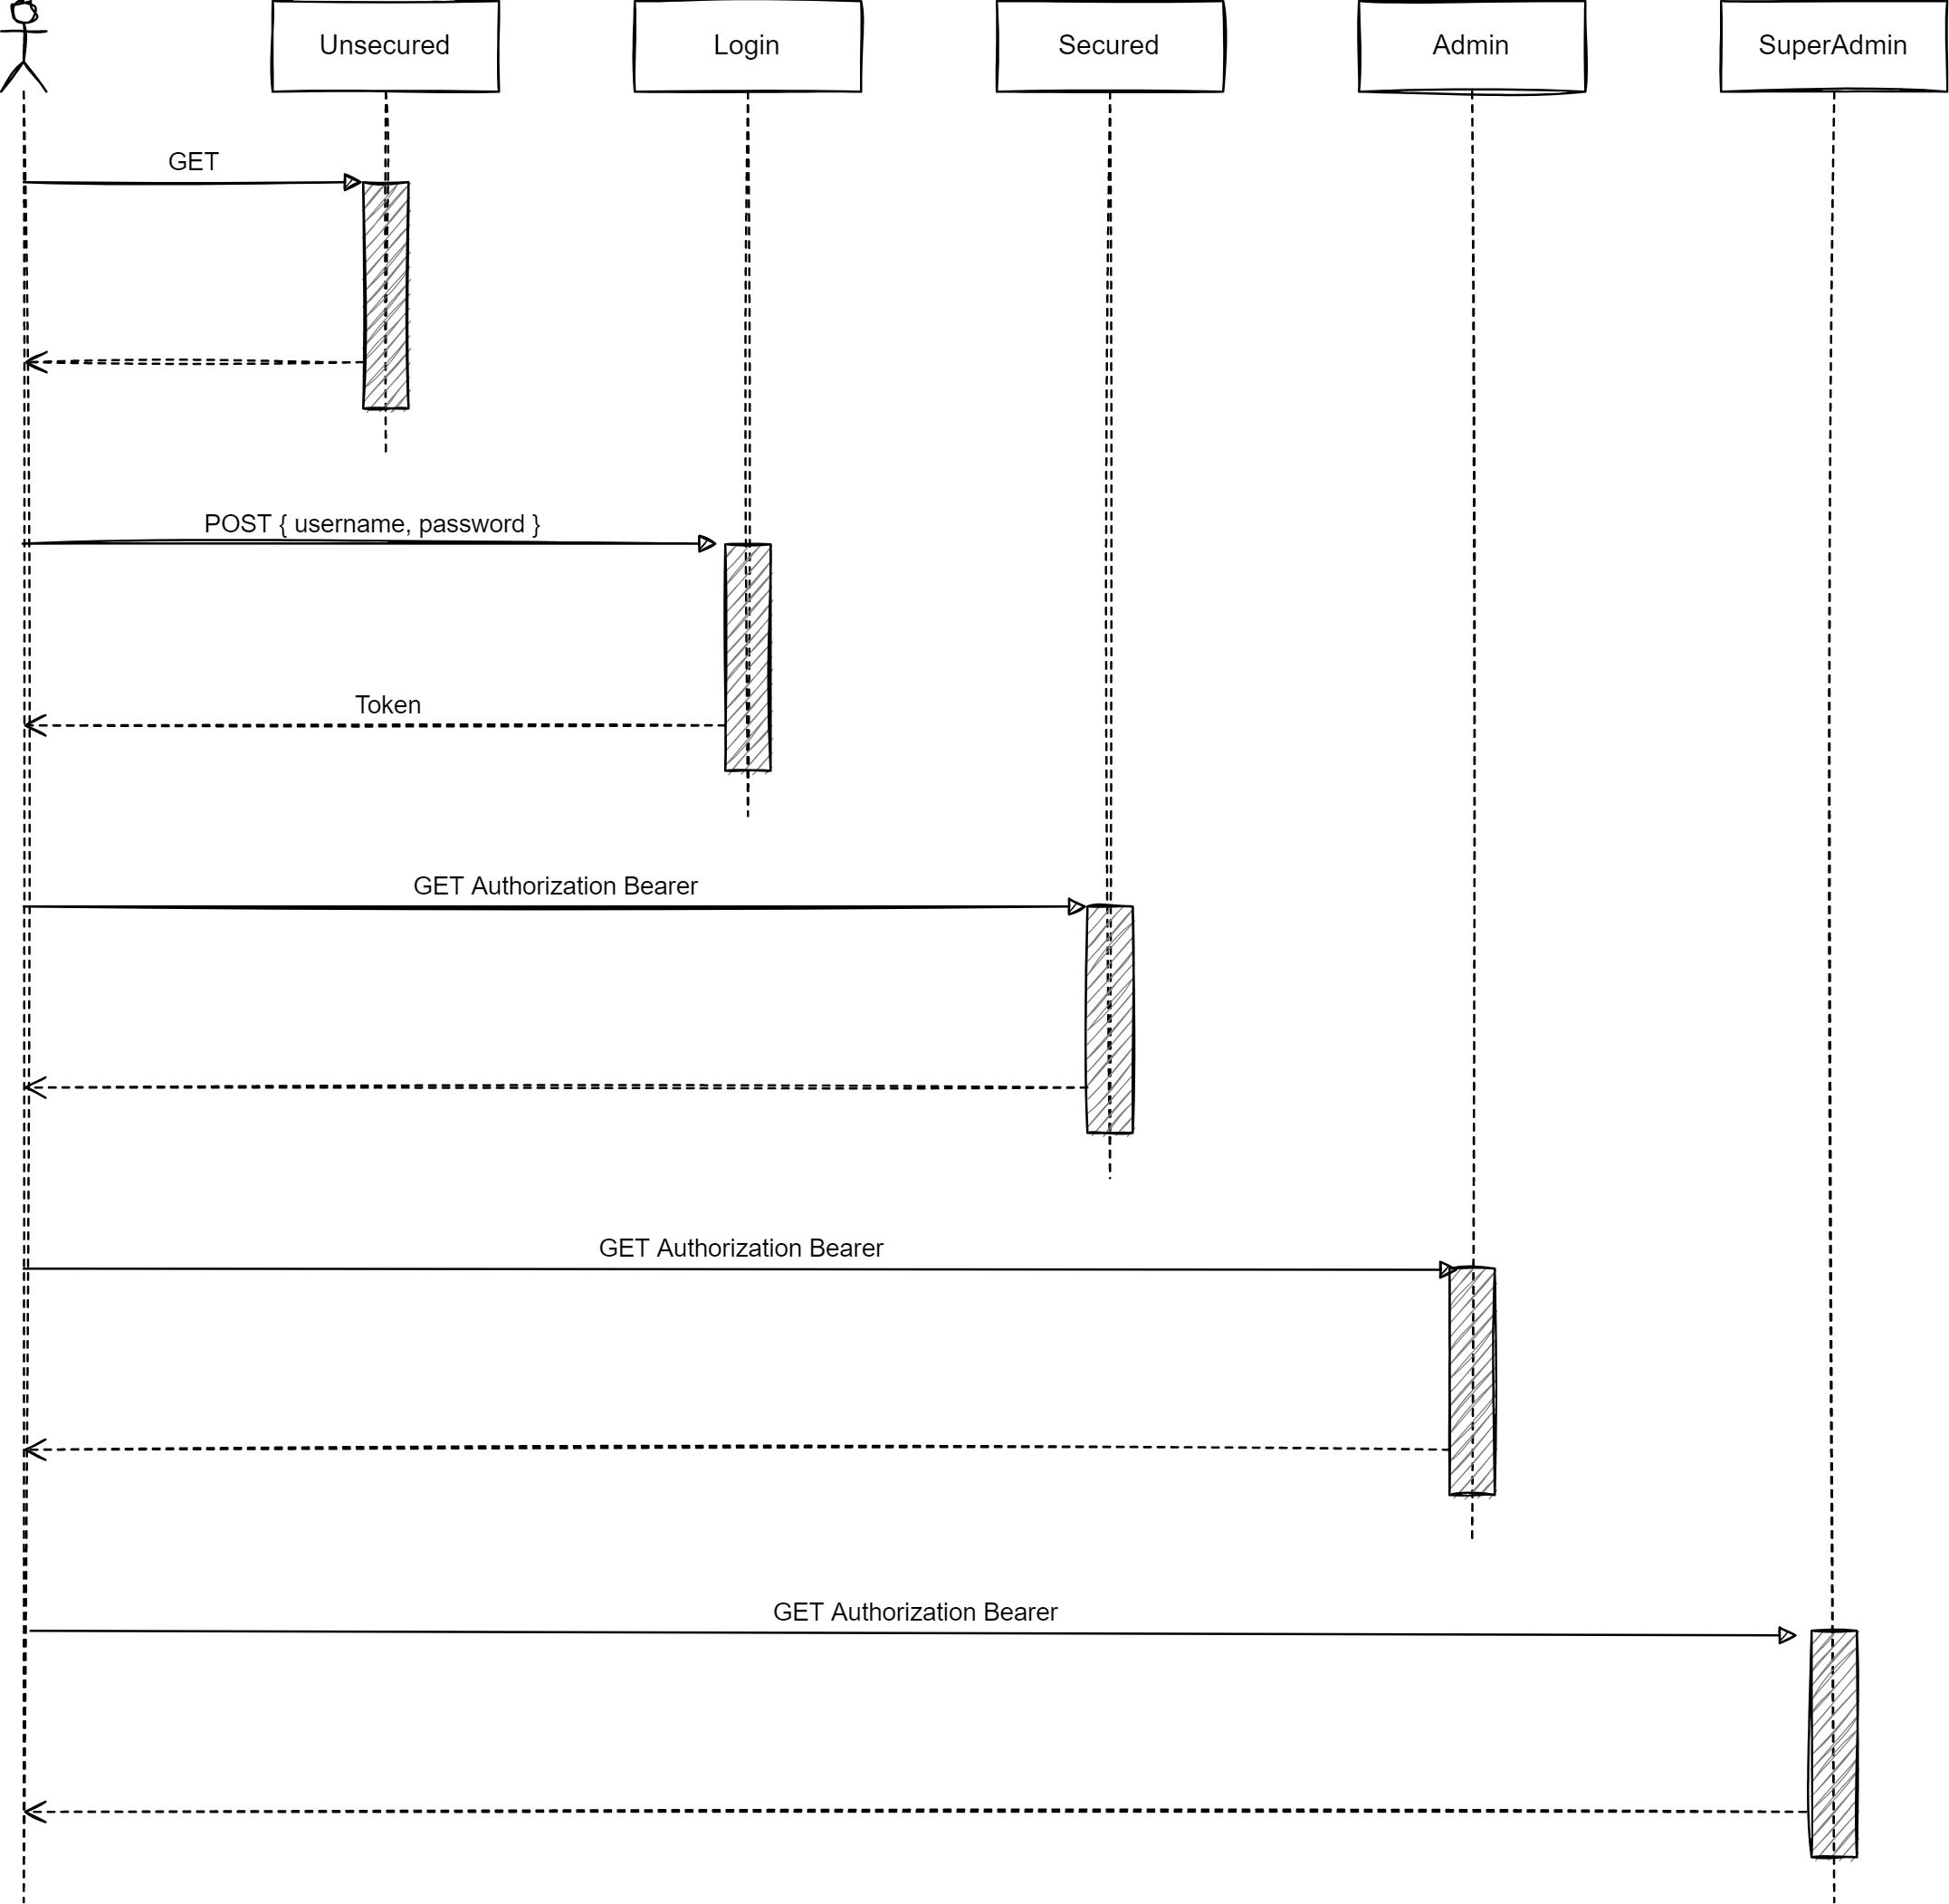 Unsecured
Login
Secured
Admin
SuperAdmin
GET
POST { username, password }
Token
GET Authorization Bearer
GET Authorization Bearer
GET Authorization Bearer